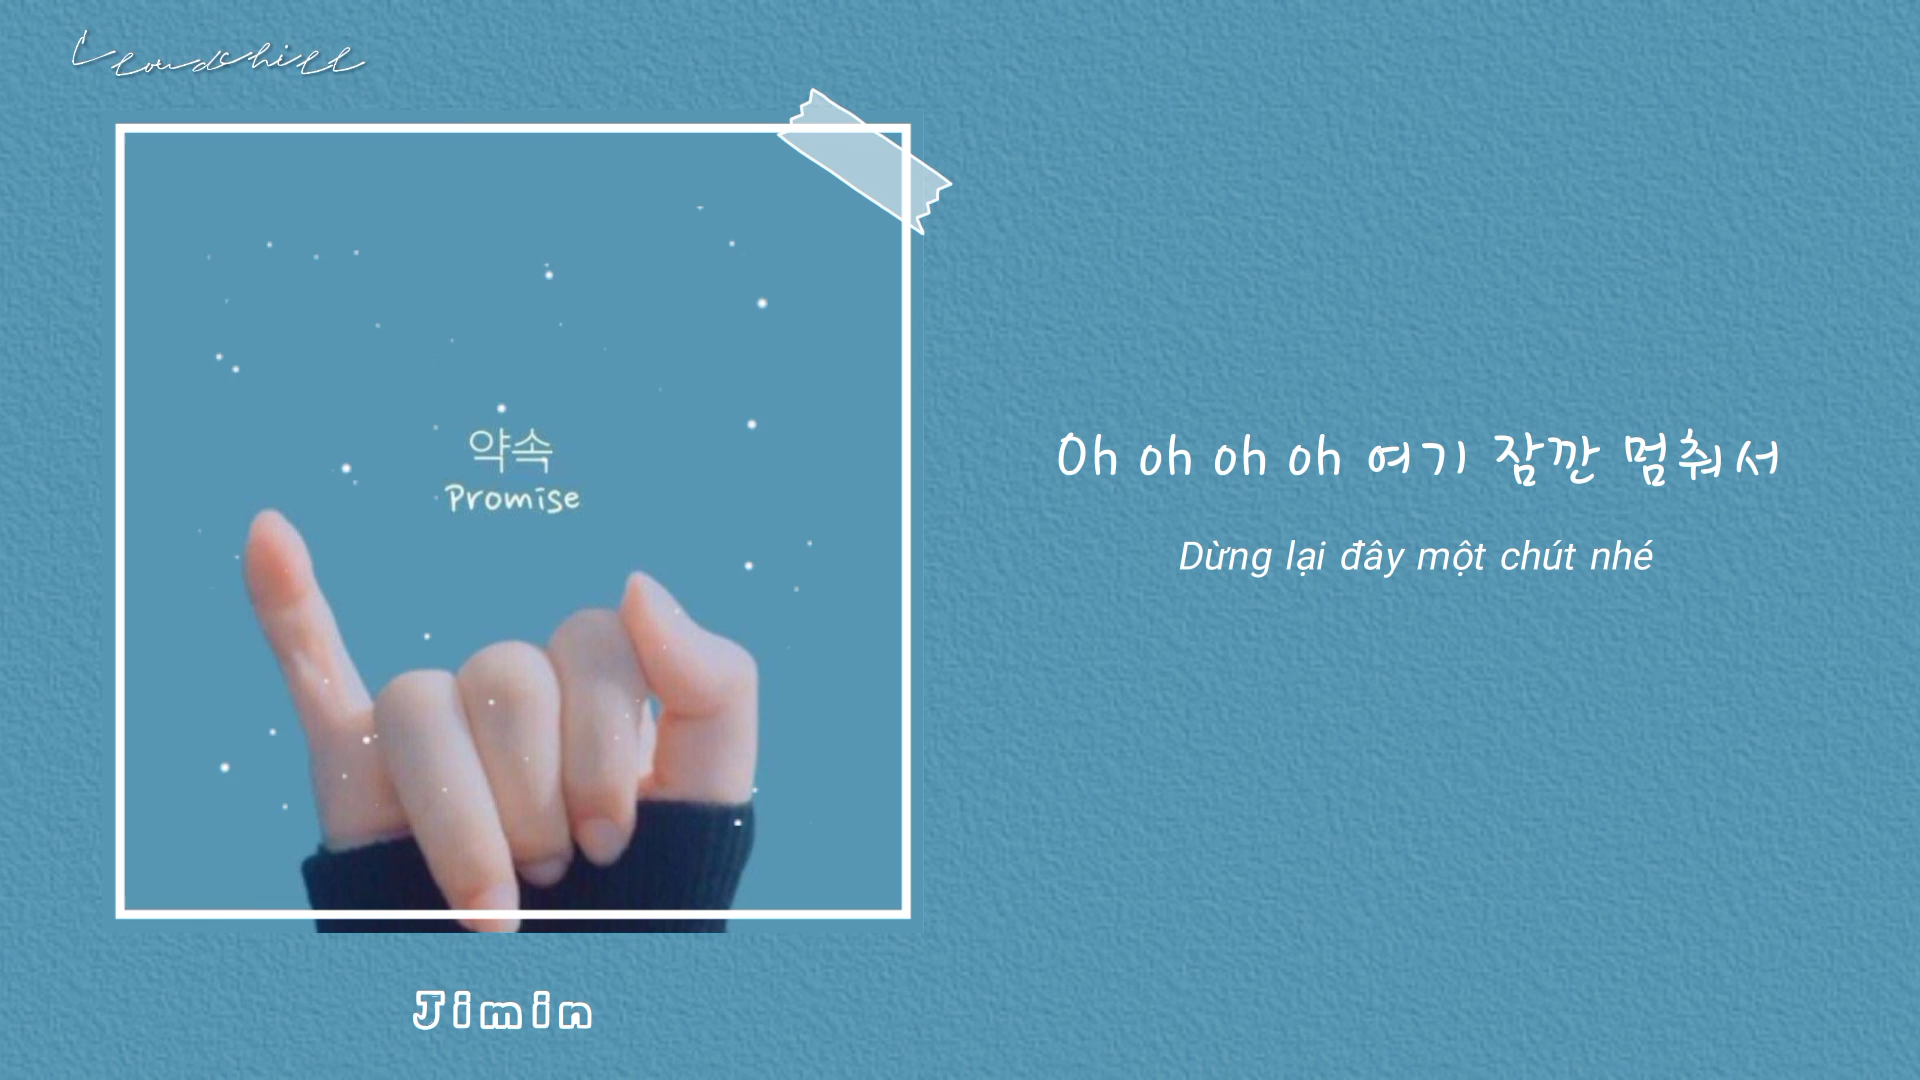 Cloudchill
약속
Promise
Oh oh oh oh 여기 잠깐 멈춰서
Dừng lại đây một chút nhé
Jimin